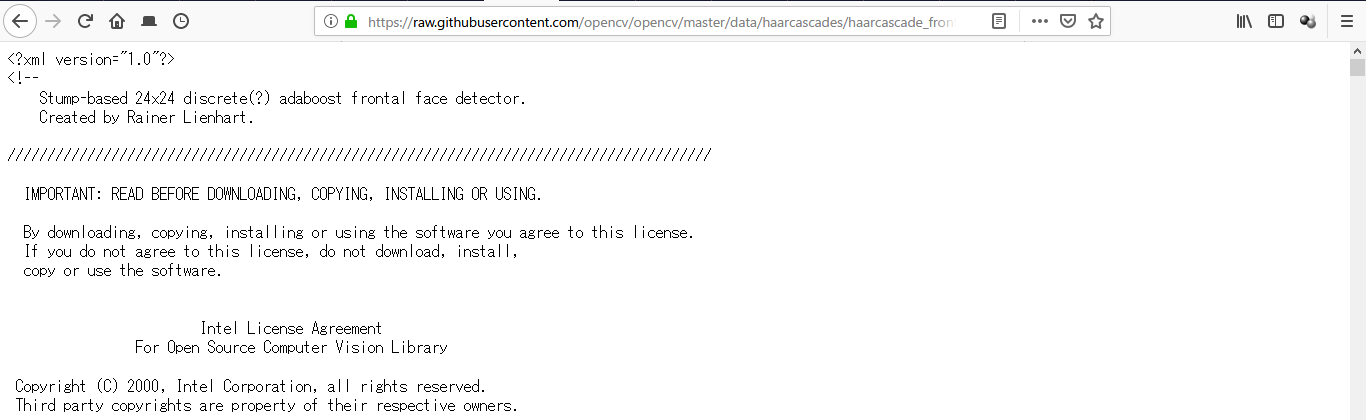 https://raw.githubusercontent.com/opencv/opencv/master/data/haarcascades/haarcascade_fron
<?xml version="1.0"?>
<!--
Stump-based 24x24 discrete(?) adaboost frontal face detector.
Created by Rainer Lienhart.
////////////////////////////////////////////////////////////////////////////////////////
IMPORTANT: READ BEFORE DOWNLOADING, COPYING, INSTALLING OR USING.
By downloading, copying, installing or using the software you agree to this license.
If you do not agree to this license, do not download, install,
copy or use the software.
Intel License Agreement
For Open Source Computer Vision Library
Copyright (C) 2000, Intel Corporation, all rights reserved.
Third party copyrights are property of their respective owners.